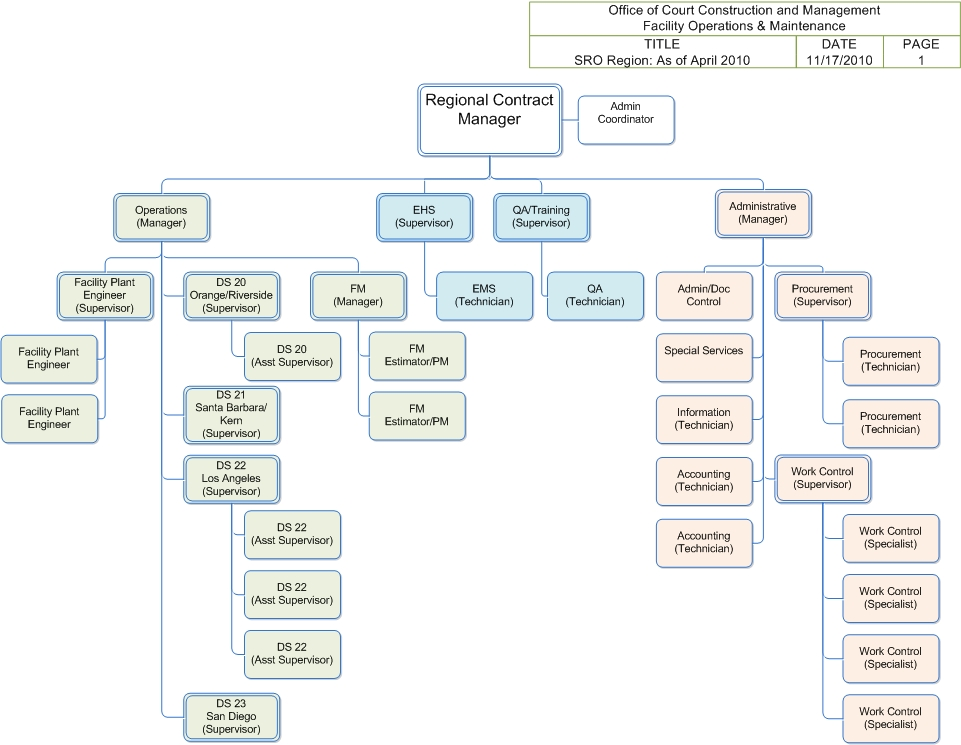 Office of Court Construction and Management
Facility Operations & Maintenance
TITLE
DATE
PAGE
SRO Region: As of April 2010
11/17/2010
1
Regional Contract
Manager
Admin
Coordinator
Operations
(Manager)
EHS
(Supervisor)
QA/Training
(Supervisor)
Administrative
(Manager)
Facility Plant
Engineer
(Supervisor)
DS 20
Orange/Riverside
(Supervisor)
FM
(Manager)
EMS
(Technician)
QA
(Technician)
Admin/Doc
Control
Procurement
(Supervisor)
Facility Plant
Engineer
DS 20
(Asst Supervisor)
FM
Estimator/PM
Special Services
Procurement
(Technician)
Facility Plant
Engineer
DS 21
Santa Barbara/
Kern
(Supervisor)
FM
Estimator/PM
Information
(Technician)
Procurement
(Technician)
DS 22
Los Angeles
(Supervisor)
Accounting
(Technician)
Work Control
(Supervisor)
DS 22
(Asst Supervisor)
Accounting
(Technician)
Work Control
(Specialist)
DS 22
(Asst Supervisor)
Work Control
(Specialist)
DS 22
(Asst Supervisor)
Work Control
(Specialist)
DS 23
San Diego
(Supervisor)
Work Control
(Specialist)